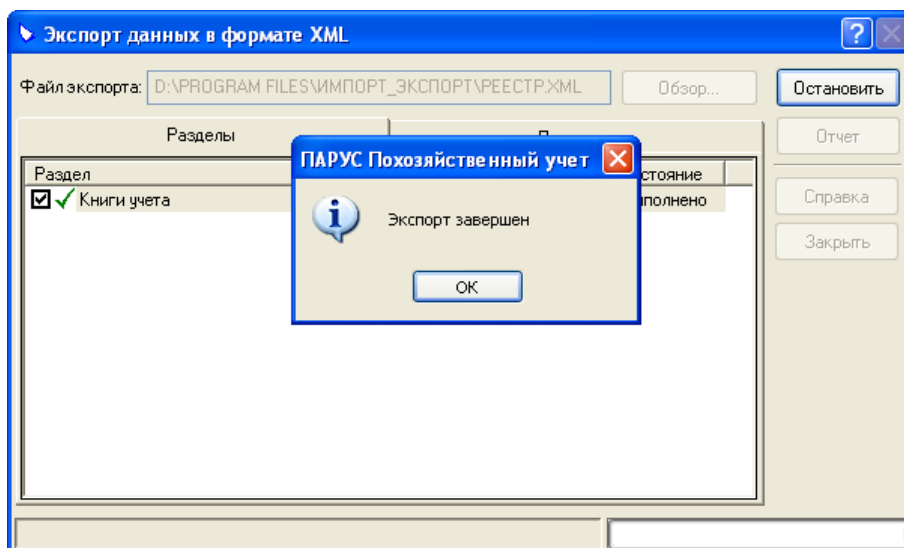 Экспорт данных в формате XML
Файл экспорта: D:\PROGRAM FILES\ИМПОРТ_ЭКСПОРТ\РЕЕСТР.XML Обзор... Остановить
Разделы Отчет
ПАРУС Похозяйственный учет
Раздел
Книги учета
Экспорт завершен
Справка
Закрыть
OK